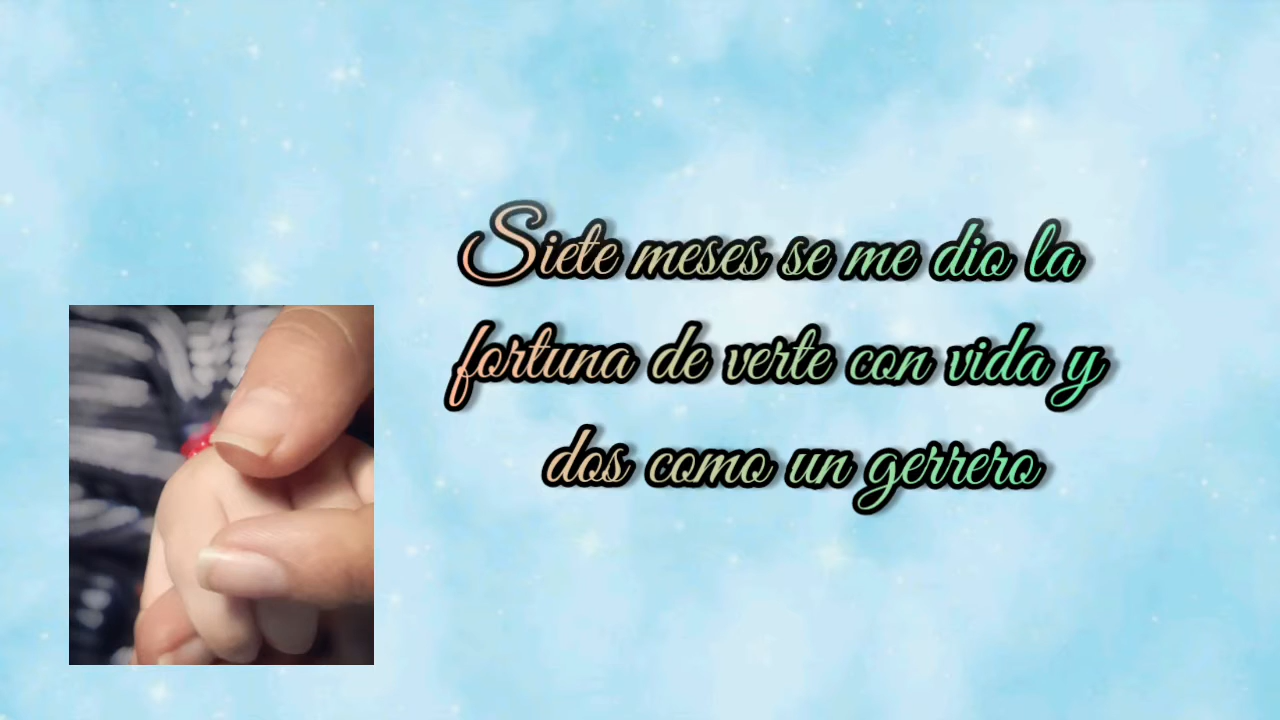 Siete meses se me dio la
fortuna de verte con vida y
dos como un gerrero